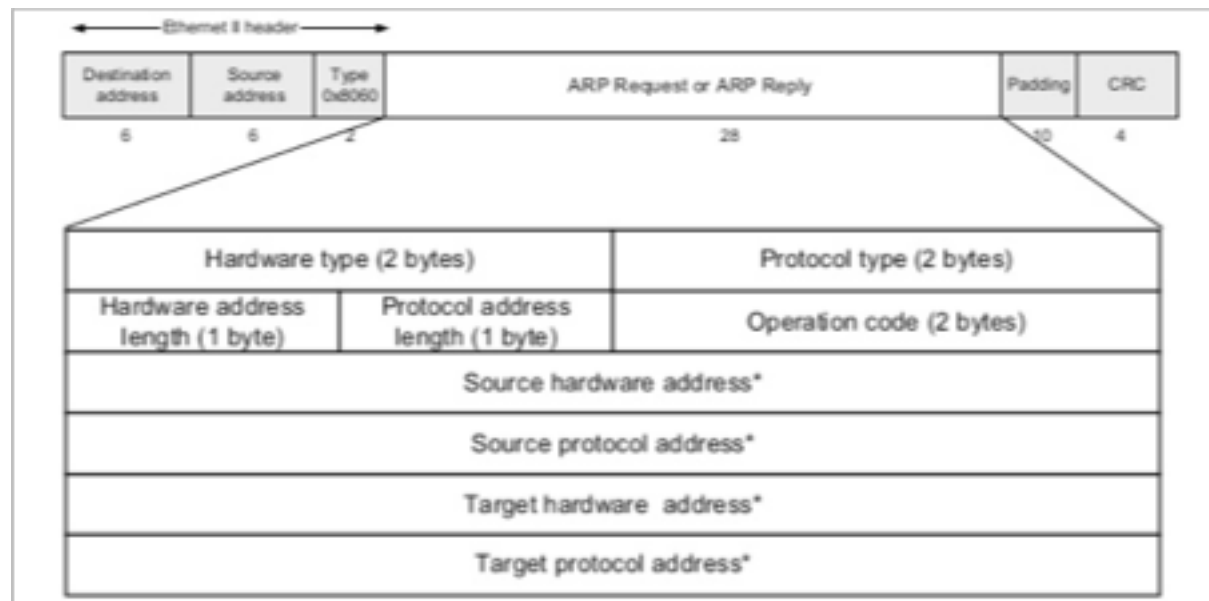 Ethernet II header
Destination
address
Source
address
Type
0x8060
ARP Request or ARP Reply
Padding
CRC
6
6
2
28
10
4
Hardware type (2 bytes)
Protocol type (2 bytes)
Hardware address
length (1 byte)
Protocol address
length (1 byte)
Operation code (2 bytes)
Source hardware address*
Source protocol address*
Target hardware address*
Target protocol address*